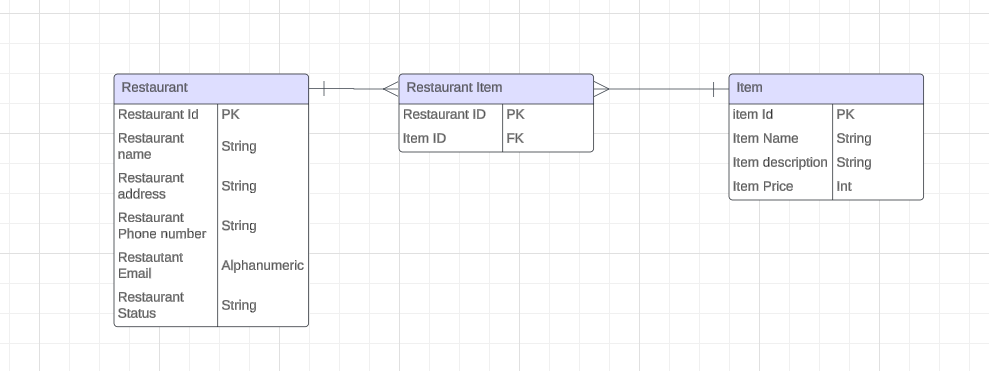 Restaurant
Restaurant Id PK
Restaurant
name
String
Restaurant
address
String
Restaurant
Phone number
String
Restautant
Email
Alphanumeric
Restaurant
Status
String
Restaurant Item
Restaurant ID PK
Item ID FK
Item
item Id PK
Item Name String
Item description String
Item Price Int